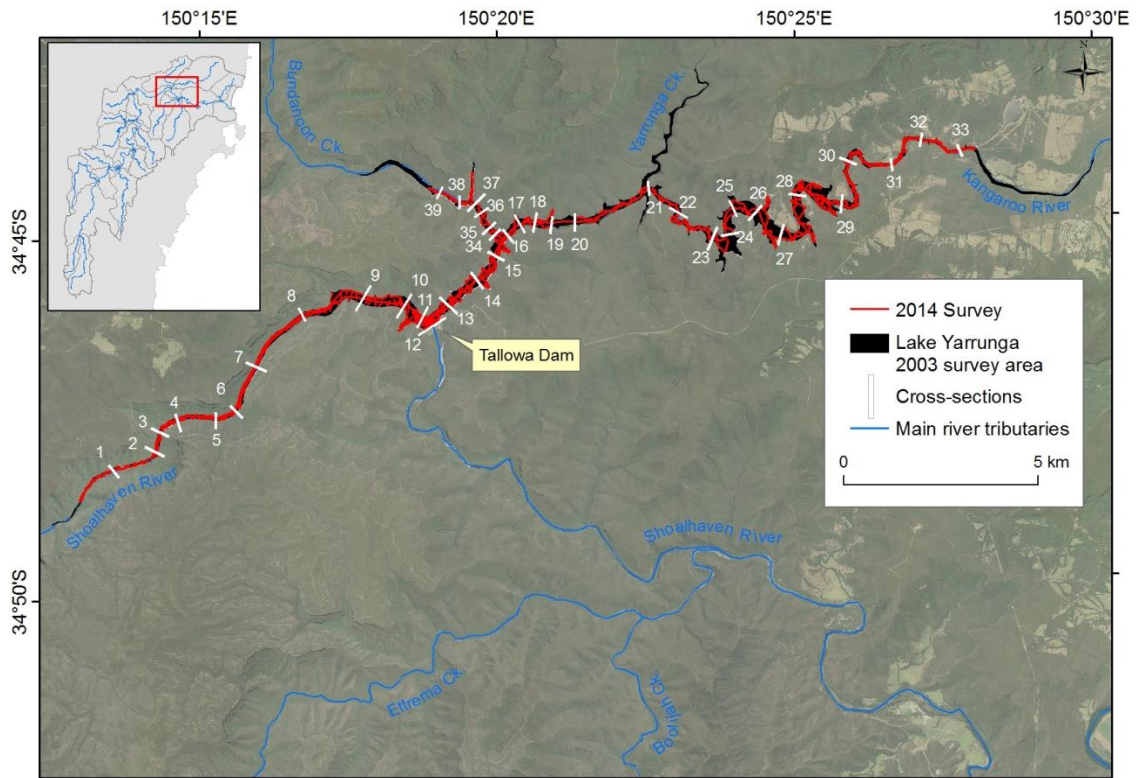 150°15'E 150°20'E 150°25'E 150°30'E
N
34°45'S
34°50'S
Bundanoon Ck.
Yarrunga Ck.
Kangaroo River
Shoalhaven River
Shoalhaven River
Ettrema Ck.
Boolijah Ck.
Tallowa Dam
1
2
3
4
5
6
7
8
9
10
11
12
13
14
15
16
17
18
19
20
21
22
23
24
25
26
27
28
29
30
31
32
33
34
35
36
37
38
39
2014 Survey
Lake Yarrunga
2003 survey area
Cross-sections
Main river tributaries
0 5 km